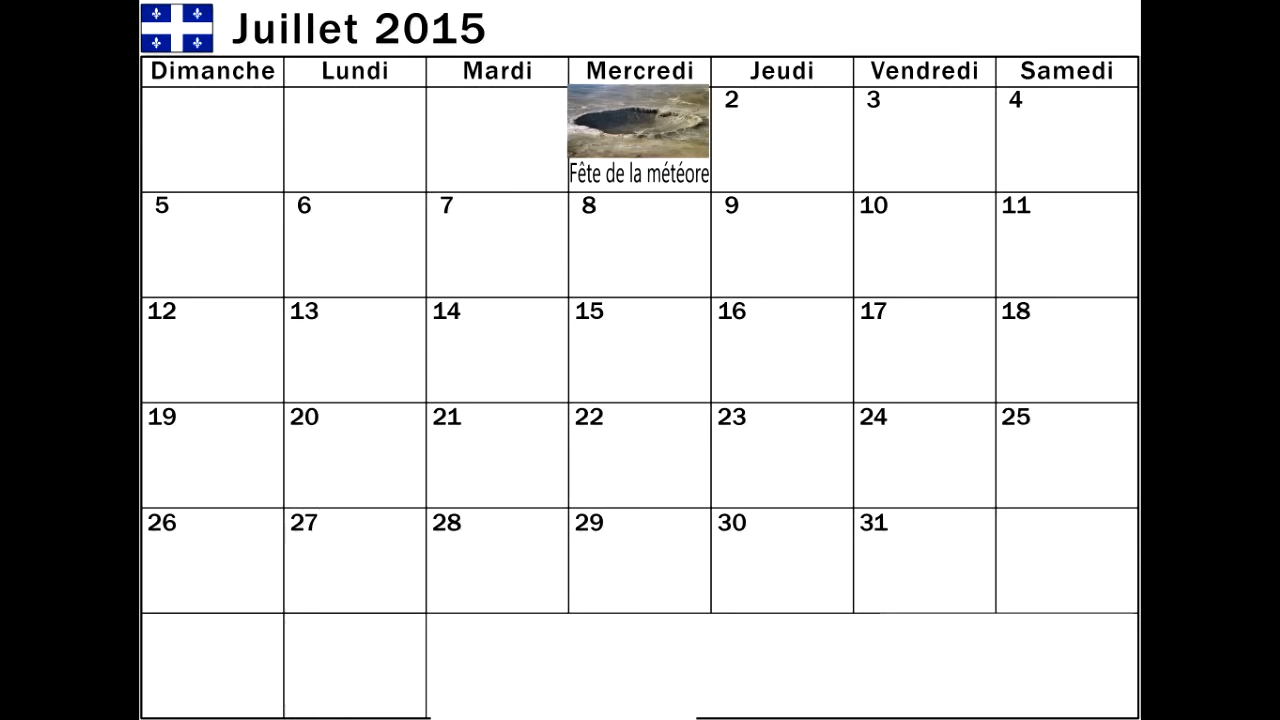 Juillet 2015
Dimanche Lundi Mardi Mercredi Jeudi Vendredi Samedi
2 3 4
Fête de la météore
5 6 7 8 9 10 11
12 13 14 15 16 17 18
19 20 21 22 23 24 25
26 27 28 29 30 31